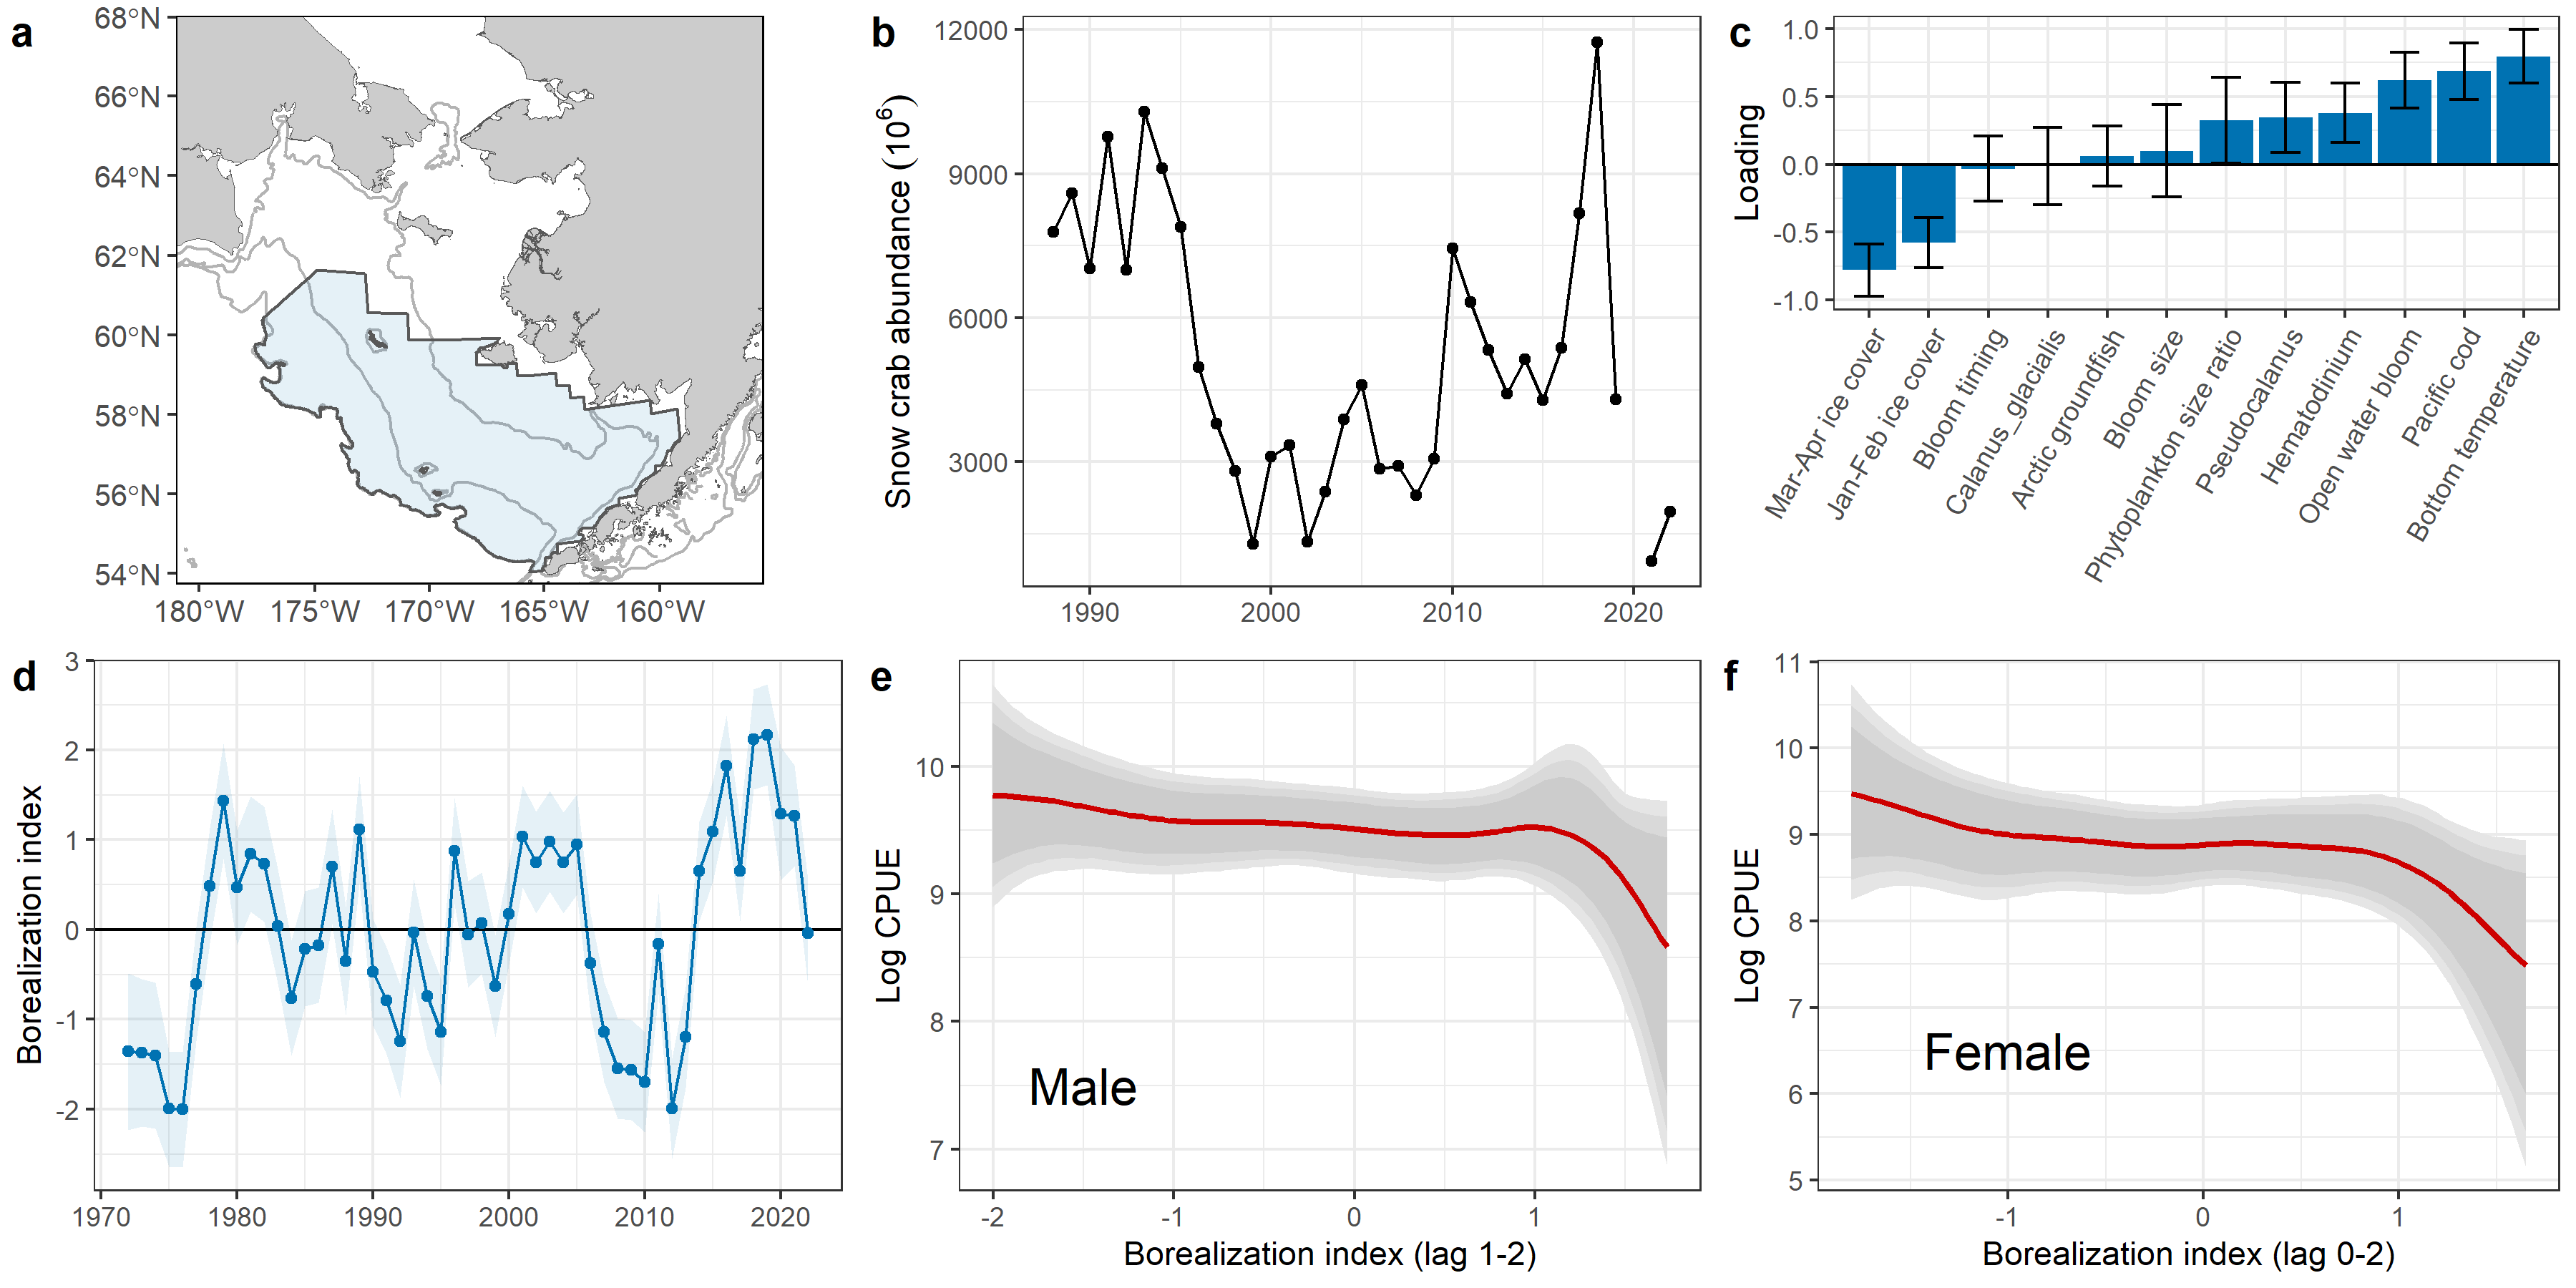 a
68°N
66°N
64°N
62°N
60°N
58°N
56°N
54°N
180°W 175°W 170°W 165°W 160°W
b
Snow crab abundance (10⁶)
12000
9000
6000
3000
1990 2000 2010 2020
c
Loading
1.0
0.5
0.0
-0.5
-1.0
Mar-Apr ice cover
Jan-Feb ice cover
Bloom timing
Calanus_glacialis
Arctic groundfish
Bloom size
Phytoplankton size ratio
Pseudocalanus
Hematodinium
Open water bloom
Pacific cod
Bottom temperature
d
Borealization index
3
2
1
0
-1
-2
1970 1980 1990 2000 2010 2020
e
Log CPUE
10
9
8
7
Male
-2 -1 0 1
Borealization index (lag 1-2)
f
Log CPUE
11
10
9
8
7
6
5
Female
-1 0 1
Borealization index (lag 0-2)